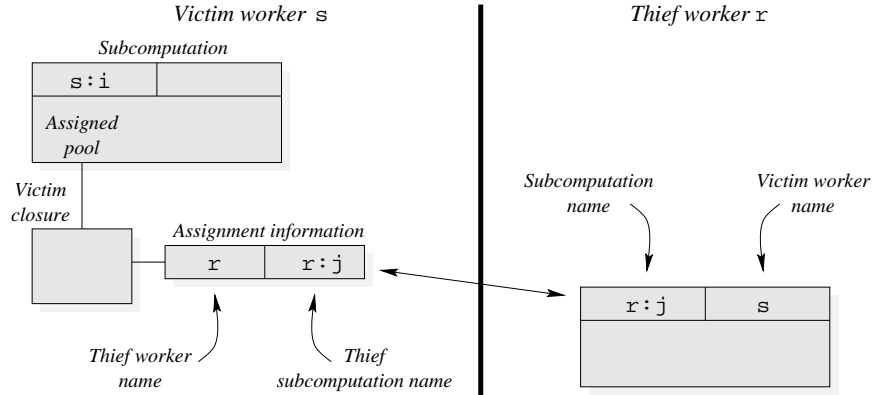 Victim worker s
Thief worker r
Subcomputation
s:i
Assigned
pool
Victim
closure
Assignment information
r r:j
Thief worker
name
Thief
subcomputation name
Subcomputation
name
Victim worker
name
r:j s